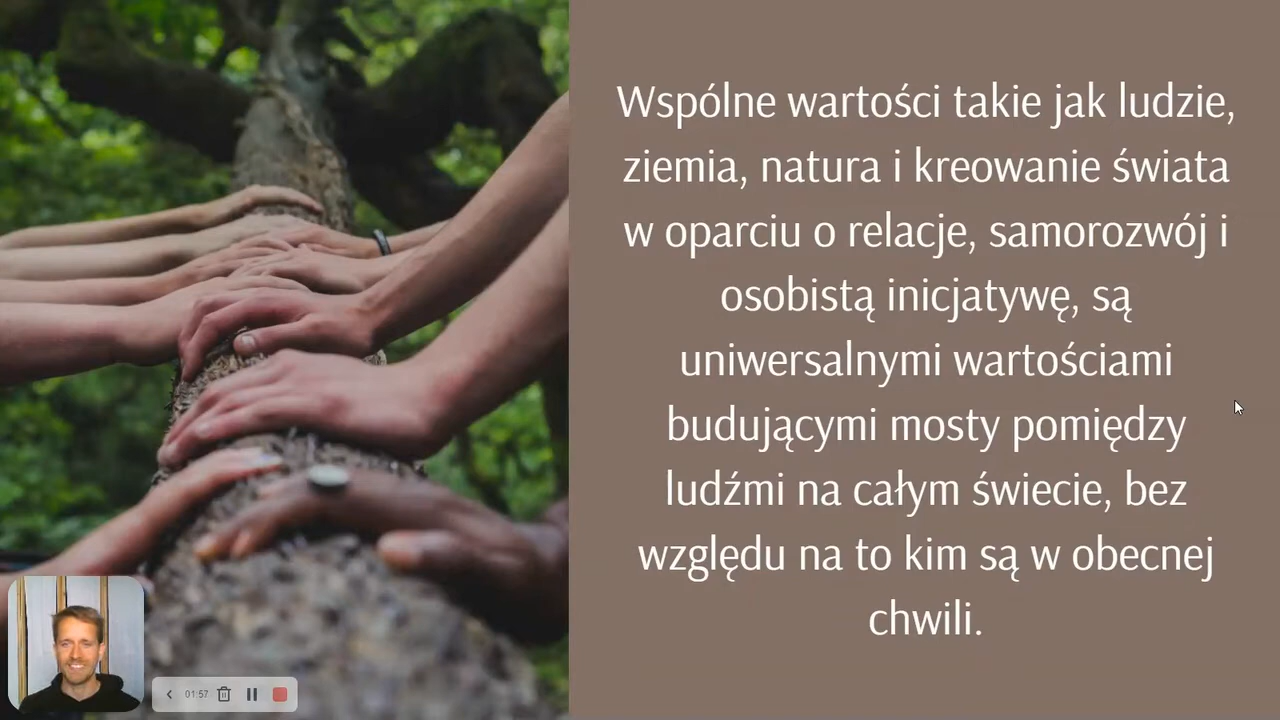 Wspólne wartości takie jak ludzie,
ziemia, natura i kreowanie świata
w oparciu o relacje, samorozwój i
osobistą inicjatywę, są
uniwersalnymi wartościami
budującymi mosty pomiędzy
ludźmi na całym świecie, bez
względu na to kim są w obecnej
chwili.
01:57